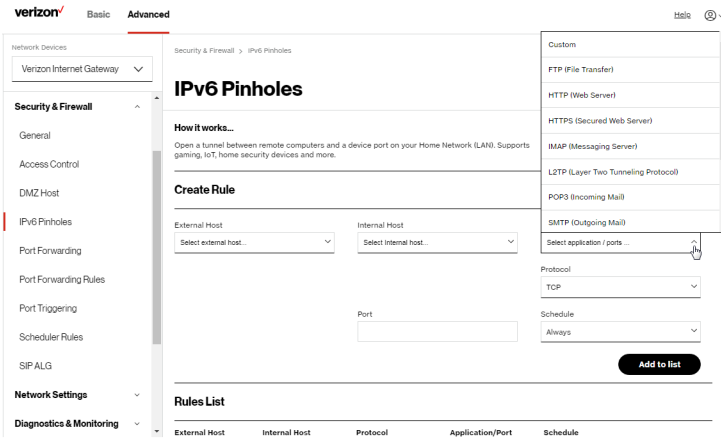 verizon✓ Basic Advanced Help
Network Devices
Verizon Internet Gateway
Security & Firewall
General
Access Control
DMZ Host
IPv6 Pinholes
Port Forwarding
Port Forwarding Rules
Port Triggering
Scheduler Rules
SIP ALG
Network Settings
Diagnostics & Monitoring
Security & Firewall > IPv6 Pinholes
IPv6 Pinholes
How it works...
Open a tunnel between remote computers and a device port on your Home Network (LAN). Supports
gaming, IoT, home security devices and more.
Create Rule
External Host
Select external host...
Internal Host
Select Internal host...
Custom
FTP (File Transfer)
HTTP (Web Server)
HTTPS (Secured Web Server)
IMAP (Messaging Server)
L2TP (Layer Two Tunneling Protocol)
POP3 (Incoming Mail)
SMTP (Outgoing Mail)
Select application / ports ...
Protocol
TCP
Port
Schedule
Always
Add to list
Rules List
External Host Internal Host Protocol Application/Port Schedule